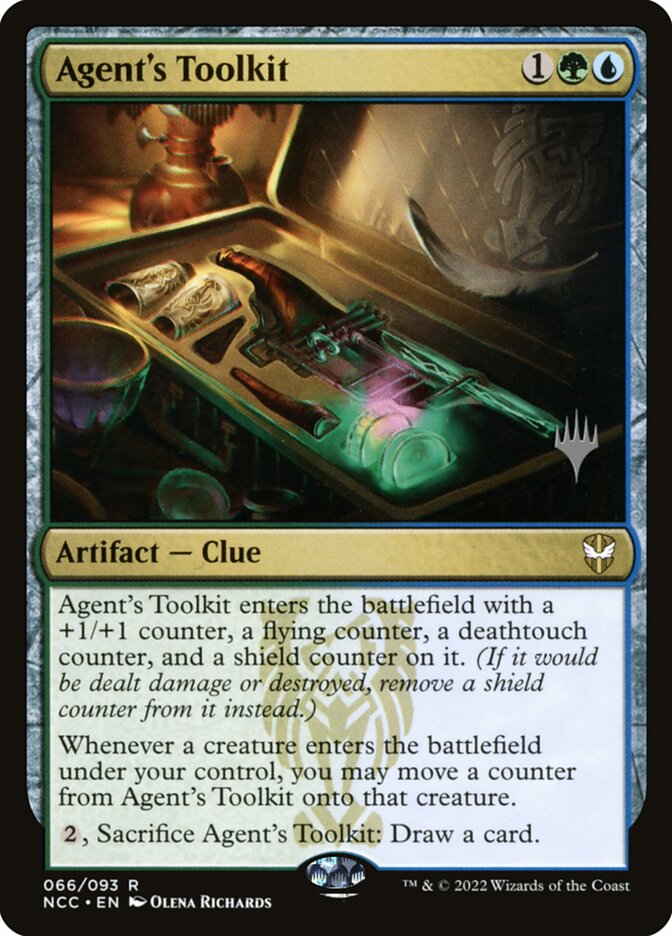 Agent's Toolkit 1
Artifact — Clue
Agent's Toolkit enters the battlefield with a
+1/+1 counter, a flying counter, a deathtouch
counter, and a shield counter on it. (If it would
be dealt damage or destroyed, remove a shield
counter from it instead.)
Whenever a creature enters the battlefield
under your control, you may move a counter
from Agent's Toolkit onto that creature.
2, Sacrifice Agent's Toolkit: Draw a card.
066/093 R
NCC • EN Olena Richards
™ & © 2022 Wizards of the Coast